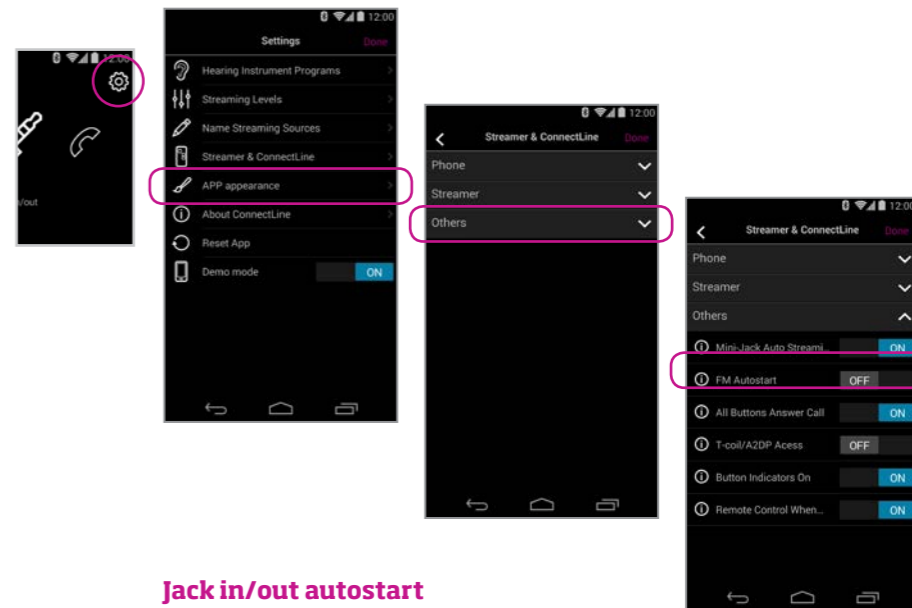 12:00
n/out
12:00
Settings Done
Hearing Instrument Programs
Streaming Levels
Name Streaming Sources
Streamer & ConnectLine
APP appearance
About ConnectLine
Reset App
Demo mode ON
12:00
Streamer & ConnectLine Done
Phone
Streamer
Others
12:00
Streamer & ConnectLine Done
Phone
Streamer
Others
Mini-Jack Auto Streami.. ON
FM Autostart OFF
All Buttons Answer Call ON
T-coil/A2DP Acess OFF
Button Indicators On ON
Remote Control When... ON
Jack in/out autostart